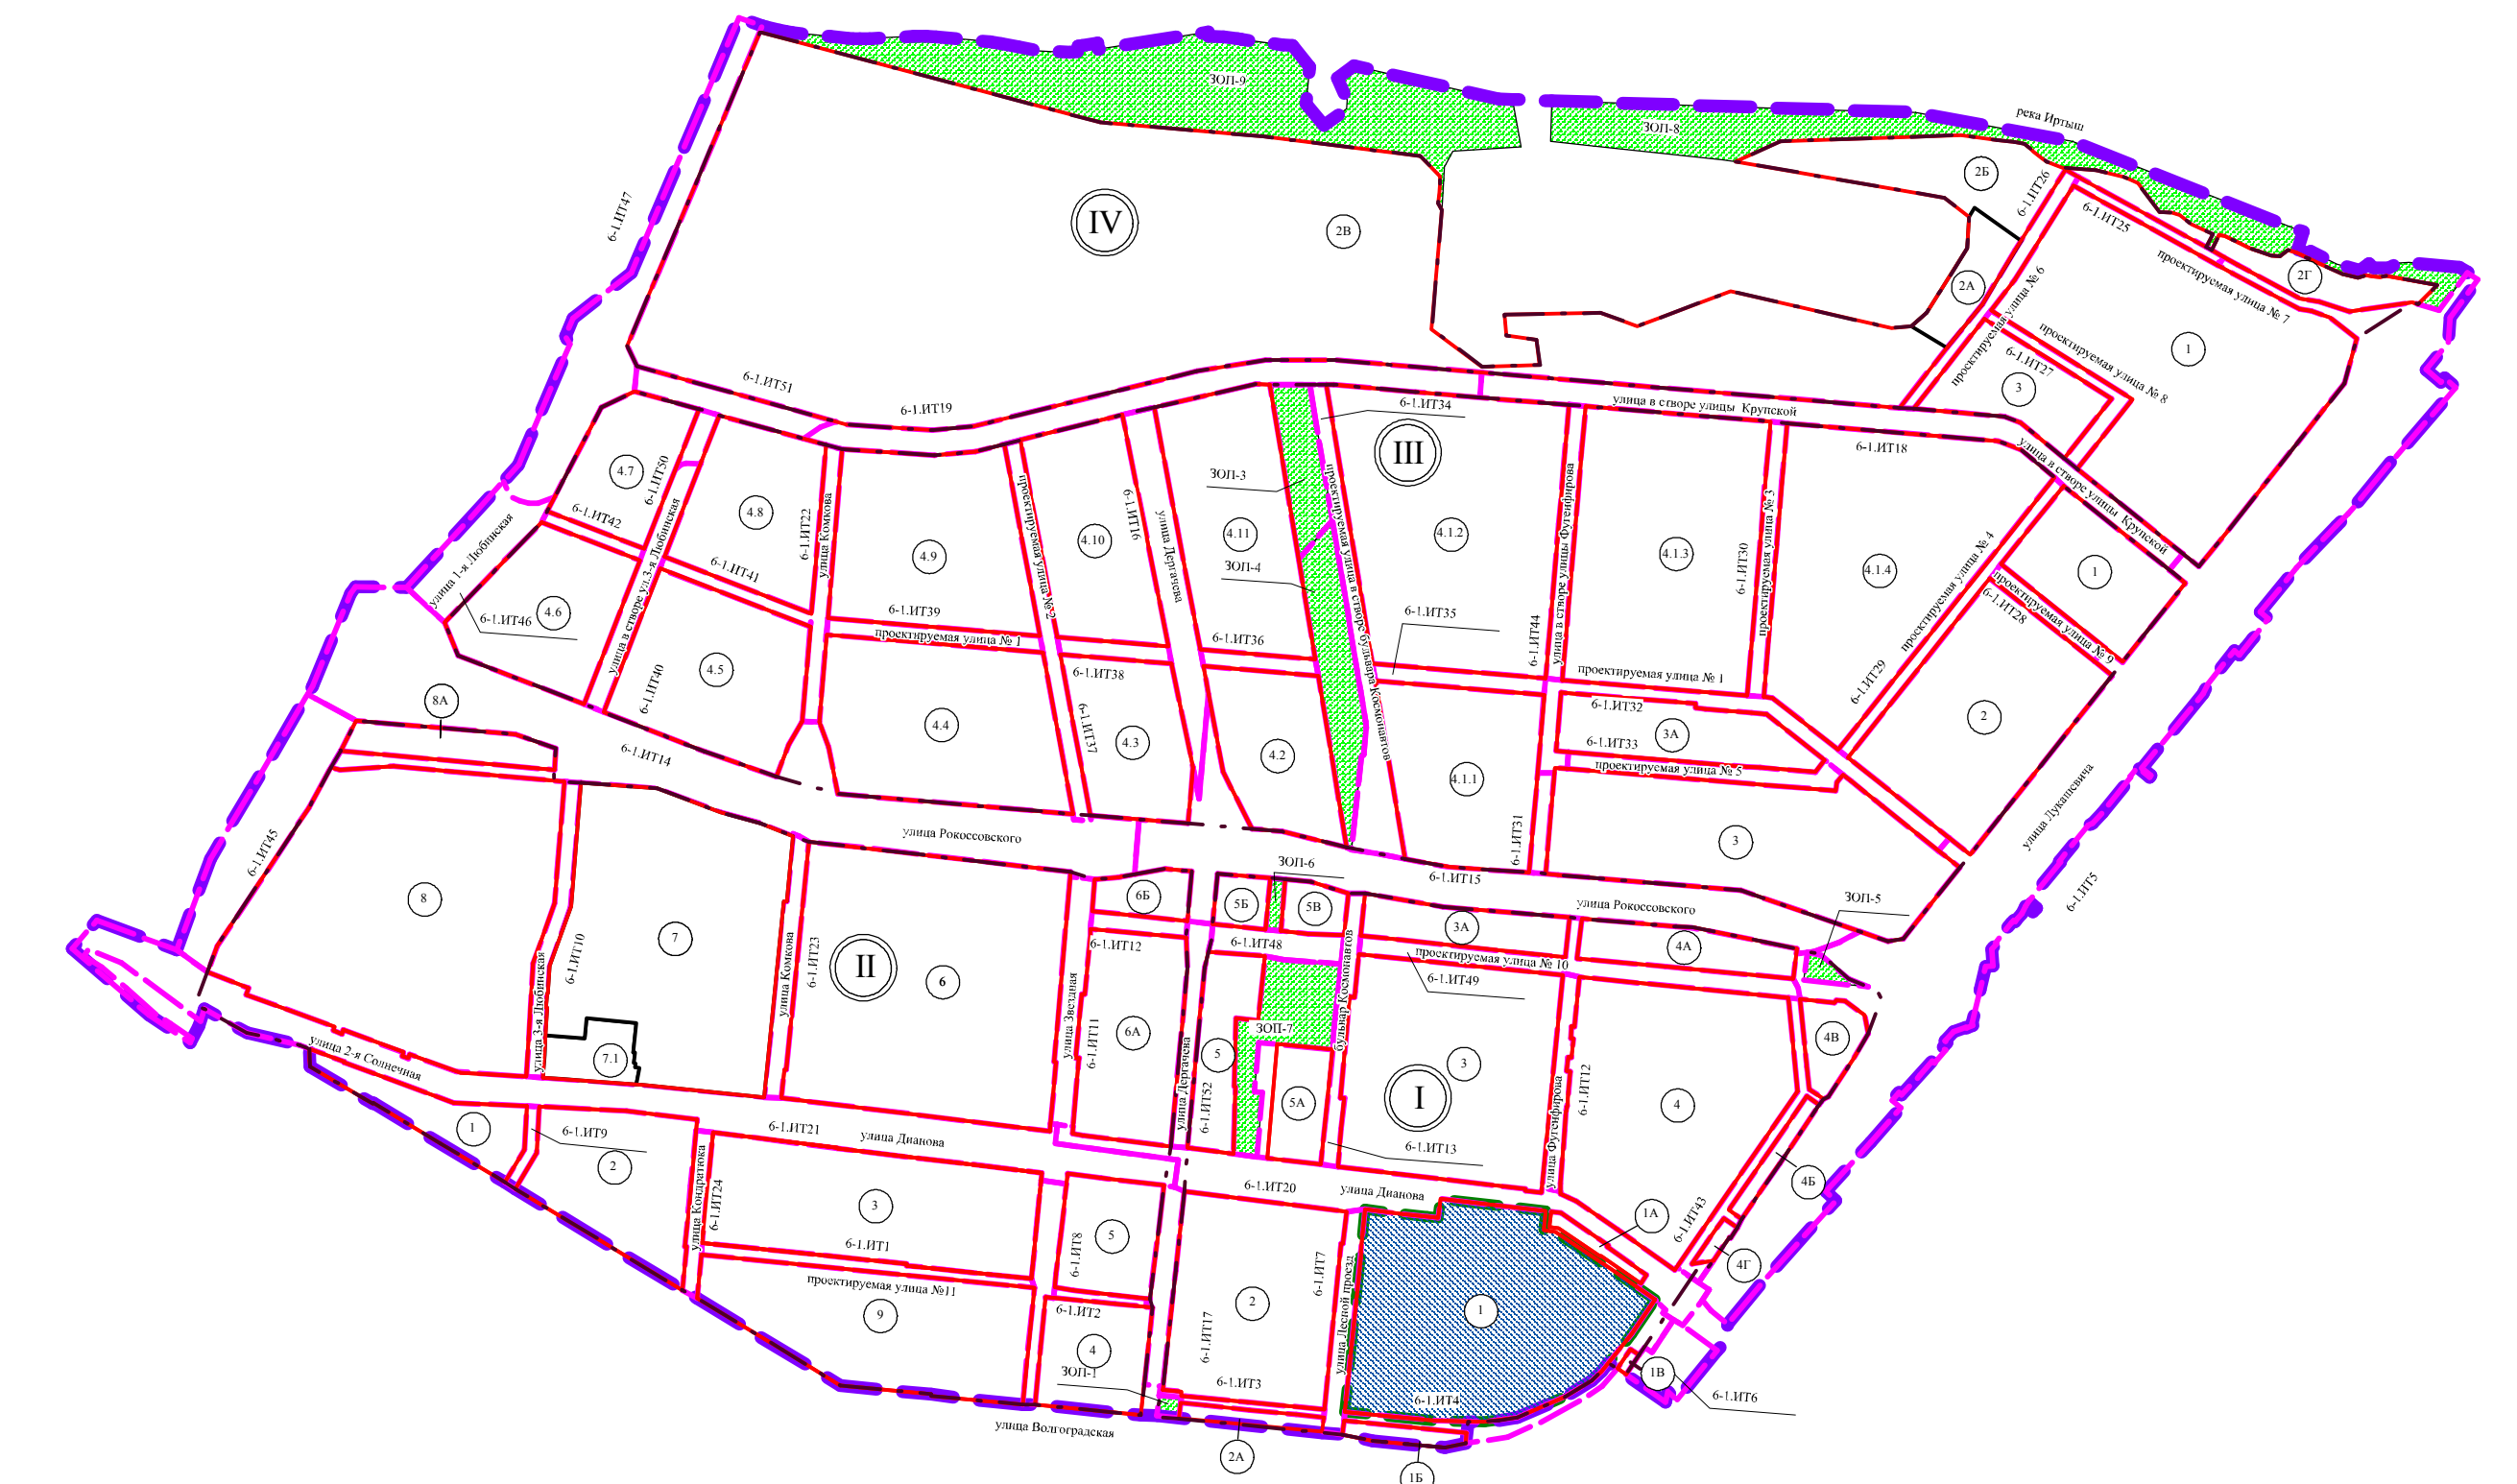 ЗОП-9
ЗОП-8
река Иртыш
2Б
6-1.ИТ26
6-1.ИТ47
IV
2В
6-1.ИТ25
проектируемая улица № 7
2Г
2А
проектируемая улица № 6
проектируемая улица № 8
6-1.ИТ27
1
3
6-1.ИТ51
6-1.ИТ19
6-1.ИТ34
улица в створе улицы Крупской
6-1.ИТ18
улица в створе улицы Крупской
III
4.7
6-1.ИТ50
4.8
6-1.ИТ42
6-1.ИТ22
улица Комкова
4.9
проектируемая улица № 2
4.10
6-1.ИТ16
улица Дергачева
ЗОП-3
4.11
ЗОП-4
проектируемая улица в створе бульвара Космонавтов
4.1.2
улица в створе улицы Фугенфирова
4.1.3
6-1.ИТ30
проектируемая улица № 3
4.1.4
проектируемая улица № 4
1
проектируемая улица № 9
6-1.ИТ28
улица 1-я Любинская
6-1.ИТ46
4.6
улица в створе ул.3-я Любинская
6-1.ИТ41
6-1.ИТ39
проектируемая улица № 1
6-1.ИТ36
6-1.ИТ35
6-1.ИТ44
проектируемая улица № 1
6-1.ИТ29
6-1.ИТ40
4.5
6-1.ИТ38
8А
4.4
6-1.ИТ37
4.3
4.2
4.1.1
6-1.ИТ32
3А
6-1.ИТ33
проектируемая улица № 5
2
6-1.ИТ14
улица Лукашевича
6-1.ИТ45
улица Рокоссовского
6-1.ИТ31
3
ЗОП-6
6-1.ИТ15
6-1.ИТ5
8
6Б
5Б
5В
улица Рокоссовского
ЗОП-5
7
6-1.ИТ10
улица 3-я Любинская
улица Комкова
6-1.ИТ23
II
6
6-1.ИТ12
6-1.ИТ48
3А
4А
проектируемая улица № 10
6-1.ИТ49
бульвар Космонавтов
улица 2-я Солнечная
7.1
улица Звездная
6-1.ИТ11
6А
улица Дергачева
5
ЗОП-7
3
4В
6-1.ИТ52
5А
I
улица Фугенфирова
6-1.ИТ12
4
1
6-1.ИТ9
2
6-1.ИТ21
улица Дианова
6-1.ИТ13
улица Кондратюка
6-1.ИТ24
6-1.ИТ20
улица Дианова
4Б
3
5
6-1.ИТ8
1А
6-1.ИТ43
6-1.ИТ1
4Г
проектируемая улица №11
9
6-1.ИТ2
2
6-1.ИТ7
улица Лесной проезд
1
4
6-1.ИТ17
ЗОП-1
6-1.ИТ3
6-1.ИТ4
1В
6-1.ИТ6
улица Волгоградская
2А
1Б